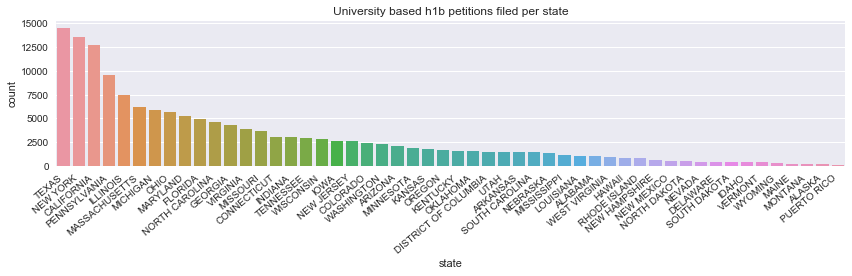 University based h1b petitions filed per state
count
15000
12500
10000
7500
5000
2500
0
TEXAS
NEW YORK
CALIFORNIA
PENNSYLVANIA
ILLINOIS
MASSACHUSETTS
MICHIGAN
OHIO
MARYLAND
FLORIDA
NORTH CAROLINA
GEORGIA
VIRGINIA
MISSOURI
CONNECTICUT
INDIANA
TENNESSEE
WISCONSIN
IOWA
NEW JERSEY
COLORADO
WASHINGTON
ARIZONA
MINNESOTA
KANSAS
OREGON
KENTUCKY
OKLAHOMA
DISTRICT OF COLUMBIA
UTAH
ARKANSAS
SOUTH CAROLINA
NEBRASKA
MISSISSIPPI
LOUISIANA
ALABAMA
WEST VIRGINIA
HAWAII
RHODE ISLAND
NEW HAMPSHIRE
NEW MEXICO
NORTH DAKOTA
NEVADA
DELAWARE
SOUTH DAKOTA
IDAHO
VERMONT
WYOMING
MAINE
MONTANA
ALASKA
PUERTO RICO
state